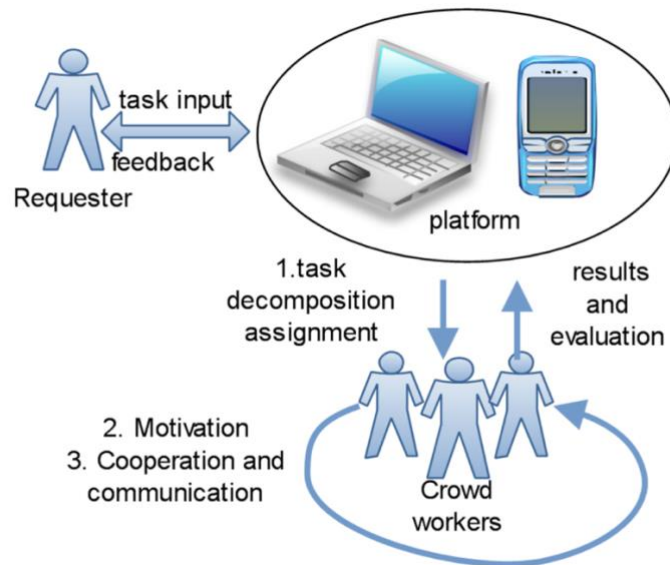 task input
feedback
Requester
platform
1.task
decomposition
assignment
results
and
evaluation
2. Motivation
3. Cooperation and
communication
Crowd
workers